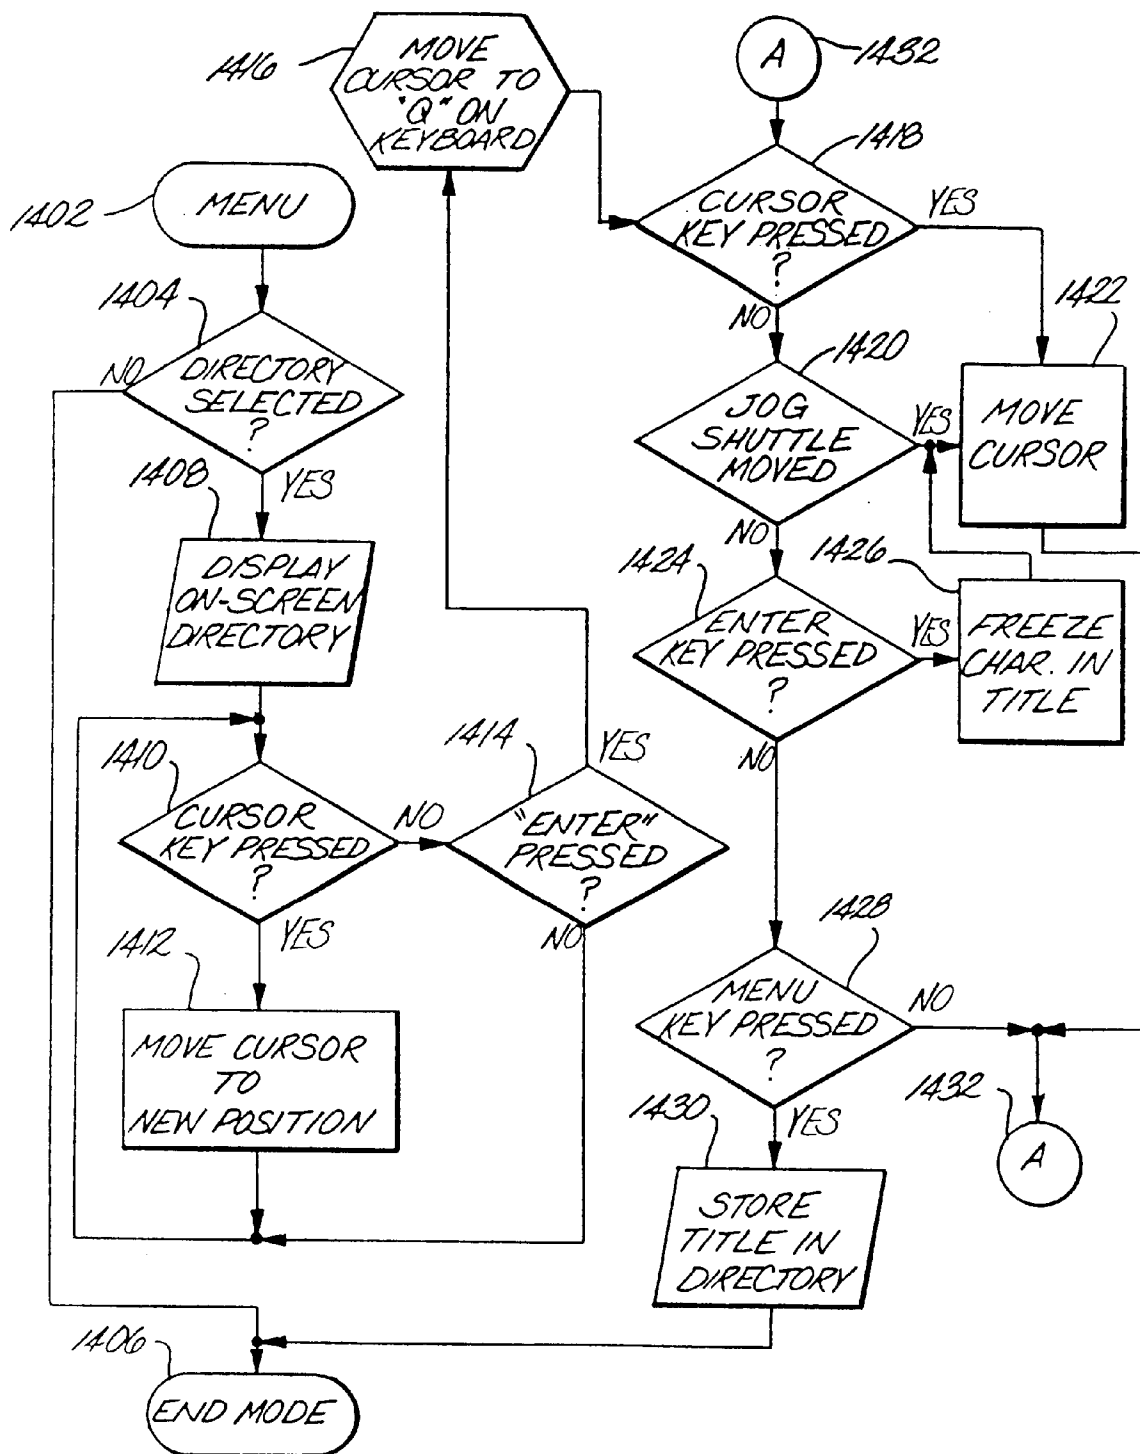 1402
MENU
1404
DIRECTORY
SELECTED
?
NO
YES
1408
DISPLAY
ON-SCREEN
DIRECTORY
1410
CURSOR
KEY PRESSED
?
NO
YES
1412
MOVE CURSOR
TO
NEW POSITION
1414
"ENTER"
PRESSED
?
YES
NO
1416
MOVE
CURSOR TO
"Q" ON
KEYBOARD
A
1432
1418
CURSOR
KEY PRESSED
?
YES
NO
1420
JOG
SHUTTLE
MOVED
YES
NO
1422
MOVE
CURSOR
1424
ENTER
KEY PRESSED
?
YES
NO
1426
FREEZE
CHAR. IN
TITLE
1428
MENU
KEY PRESSED
?
NO
YES
1432
A
1430
STORE
TITLE IN
DIRECTORY
1406
END MODE